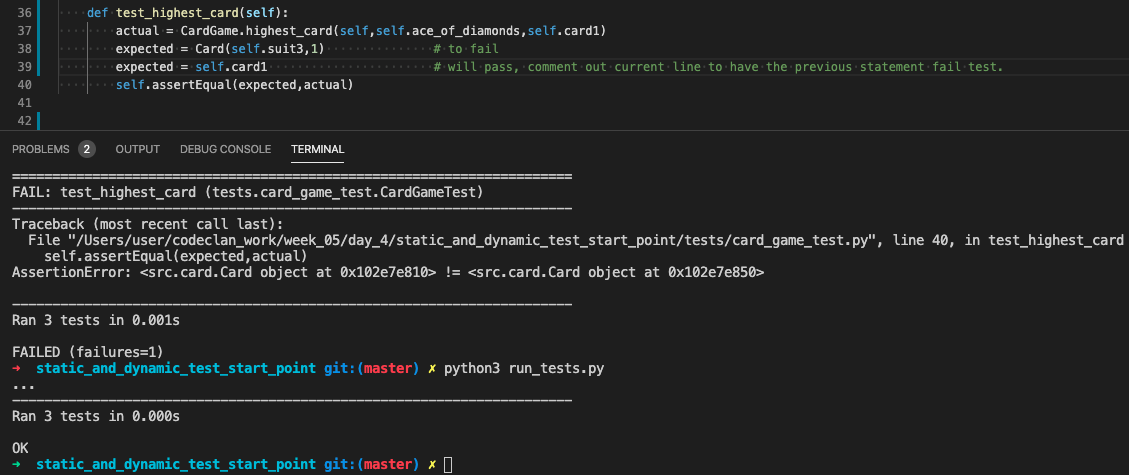 36 def test_highest_card(self):
37 actual = CardGame.highest_card(self,self.ace_of_diamonds,self.card1)
38 expected = Card(self.suit3,1) # to fail
39 expected = self.card1 # will pass, comment out current line to have the previous statement fail test.
40 self.assertEqual(expected,actual)
41
42
PROBLEMS 2 OUTPUT DEBUG CONSOLE TERMINAL
======================================================================
FAIL: test_highest_card (tests.card_game_test.CardGameTest)
----------------------------------------------------------------------
Traceback (most recent call last):
File "/Users/user/codeclan_work/week_05/day_4/static_and_dynamic_test_start_point/tests/card_game_test.py", line 40, in test_highest_card
self.assertEqual(expected,actual)
AssertionError: <src.card.Card object at 0x102e7e810> != <src.card.Card object at 0x102e7e850>
----------------------------------------------------------------------
Ran 3 tests in 0.001s
FAILED (failures=1)
➜ static_and_dynamic_test_start_point git:(master) ✗ python3 run_tests.py
...
----------------------------------------------------------------------
Ran 3 tests in 0.000s
OK
➜ static_and_dynamic_test_start_point git:(master) ✗